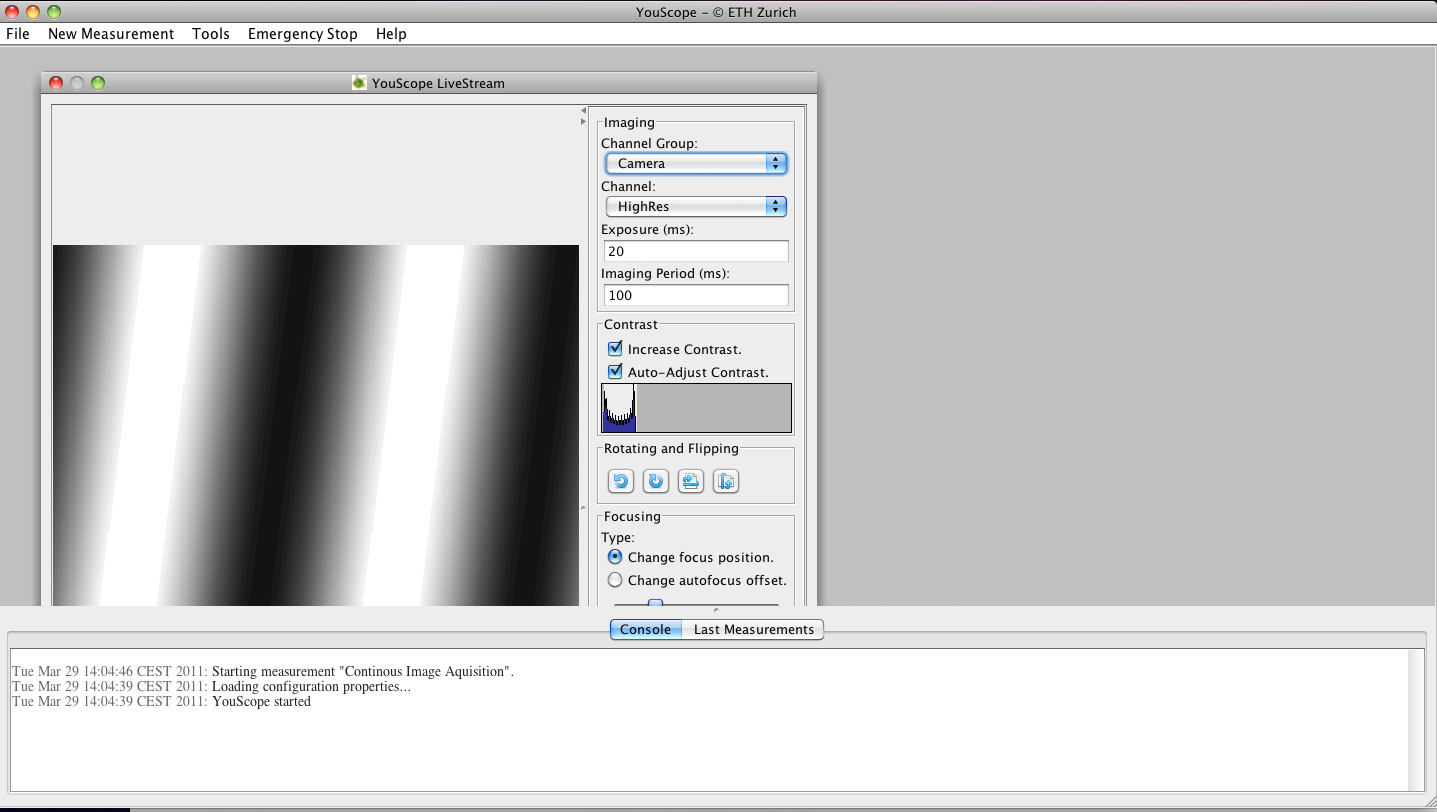 YouScope - © ETH Zurich
File New Measurement Tools Emergency Stop Help
YouScope LiveStream
Imaging
Channel Group:
Camera
Channel:
HighRes
Exposure (ms):
20
Imaging Period (ms):
100
Contrast
Increase Contrast.
Auto-Adjust Contrast.
Rotating and Flipping
Focusing
Type:
Change focus position.
Change autofocus offset.
Console Last Measurements
Tue Mar 29 14:04:46 CEST 2011: Starting measurement "Continous Image Aquisition".
Tue Mar 29 14:04:39 CEST 2011: Loading configuration properties...
Tue Mar 29 14:04:39 CEST 2011: YouScope started